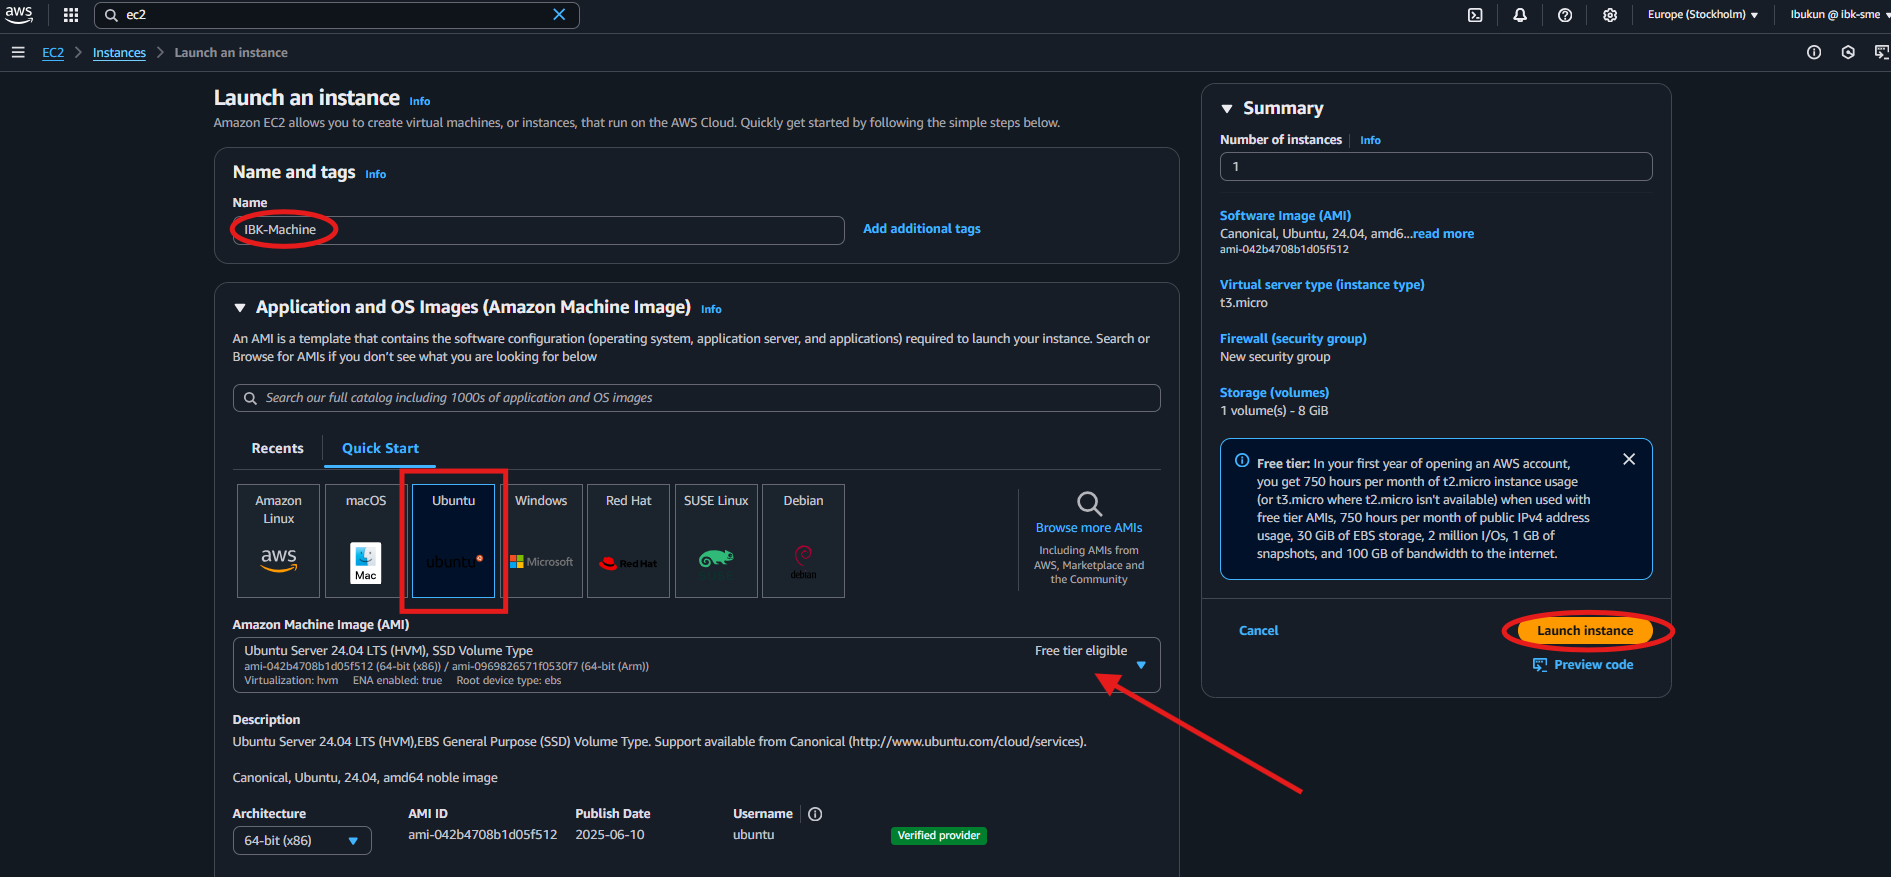 aws
ec2
Europe (Stockholm)
Ibukun @ ibk-sme
EC2
Instances
Launch an instance
Launch an instance Info
Amazon EC2 allows you to create virtual machines, or instances, that run on the AWS Cloud. Quickly get started by following the simple steps below.
Name and tags Info
Name
IBK-Machine
Add additional tags
Application and OS Images (Amazon Machine Image) Info
An AMI is a template that contains the software configuration (operating system, application server, and applications) required to launch your instance. Search or
Browse for AMIs if you don't see what you are looking for below
Search our full catalog including 1000s of application and OS images
Recents
Quick Start
Amazon
Linux
aws
macOS
Mac
Ubuntu
ubuntu
Windows
Microsoft
Red Hat
Red Hat
SUSE Linux
Debian
debian
Browse more AMIs
Including AMIs from
AWS, Marketplace and
the Community
Amazon Machine Image (AMI)
Ubuntu Server 24.04 LTS (HVM), SSD Volume Type
Free tier eligible
ami-042b4708b1d05f512 (64-bit (x86)) / ami-0969826571f0530f7 (64-bit (Arm))
Virtualization: hvm ENA enabled: true Root device type: ebs
Description
Ubuntu Server 24.04 LTS (HVM),EBS General Purpose (SSD) Volume Type. Support available from Canonical (http://www.ubuntu.com/cloud/services).
Canonical, Ubuntu, 24.04, amd64 noble image
Architecture
64-bit (x86)
AMI ID
ami-042b4708b1d05f512
Publish Date
2025-06-10
Username
ubuntu
Verified provider
Summary
Number of instances Info
1
Software Image (AMI)
Canonical, Ubuntu, 24.04, amd6...read more
ami-042b4708b1d05f512
Virtual server type (instance type)
t3.micro
Firewall (security group)
New security group
Storage (volumes)
1 volume(s) - 8 GiB
Free tier: In your first year of opening an AWS account,
you get 750 hours per month of t2.micro instance usage
(or t3.micro where t2.micro isn't available) when used with
free tier AMIs, 750 hours per month of public IPv4 address
usage, 30 GiB of EBS storage, 2 million I/Os, 1 GB of
snapshots, and 100 GB of bandwidth to the internet.
Cancel
Launch instance
Preview code